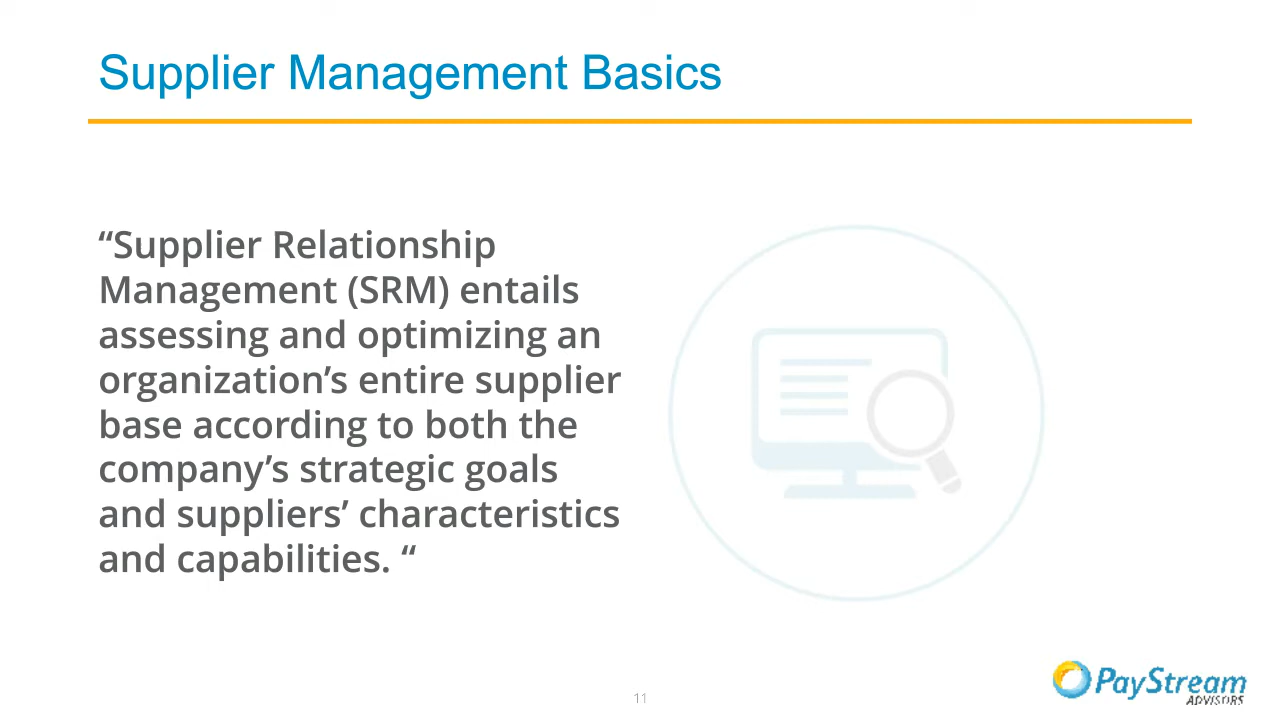 Supplier Management Basics
“Supplier Relationship
Management (SRM) entails
assessing and optimizing an
organization’s entire supplier
base according to both the
company’s strategic goals
and suppliers’ characteristics
and capabilities. “
11
PayStream
ADVISORS